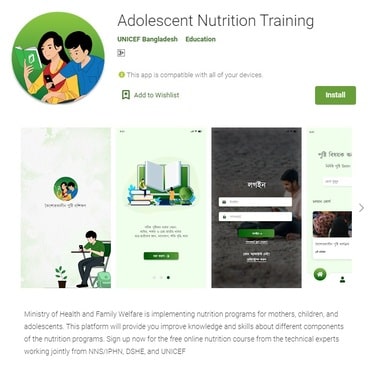 Adolescent Nutrition Training
UNICEF Bangladesh Education
3+
This app is compatible with all of your devices.
Add to Wishlist
Install
লগইন
পুষ্টি বিষয়ক
Ministry of Health and Family Welfare is implementing nutrition programs for mothers, children, and
adolescents. This platform will provide you improve knowledge and skills about different components
of the nutrition programs. Sign up now for the free online nutrition course from the technical experts
working jointly from NNS/IPHN, DSHE, and UNICEF